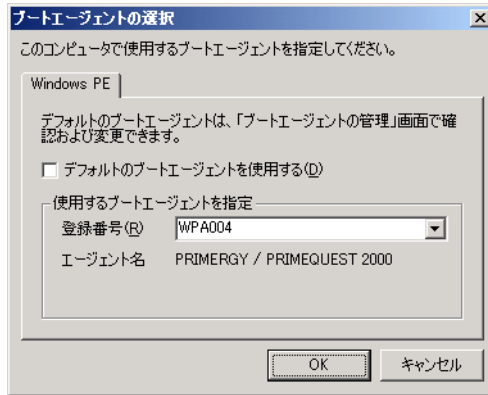 ブートエージェントの選択
このコンピュータで使用するブートエージェントを指定してください。
Windows PE
デフォルトのブートエージェントは、「ブートエージェントの管理」画面で確
認および変更できます。
デフォルトのブートエージェントを使用する(D)
使用するブートエージェントを指定
登録番号(R) WPA004
エージェント名 PRIMERGY / PRIMEQUEST 2000
OK キャンセル